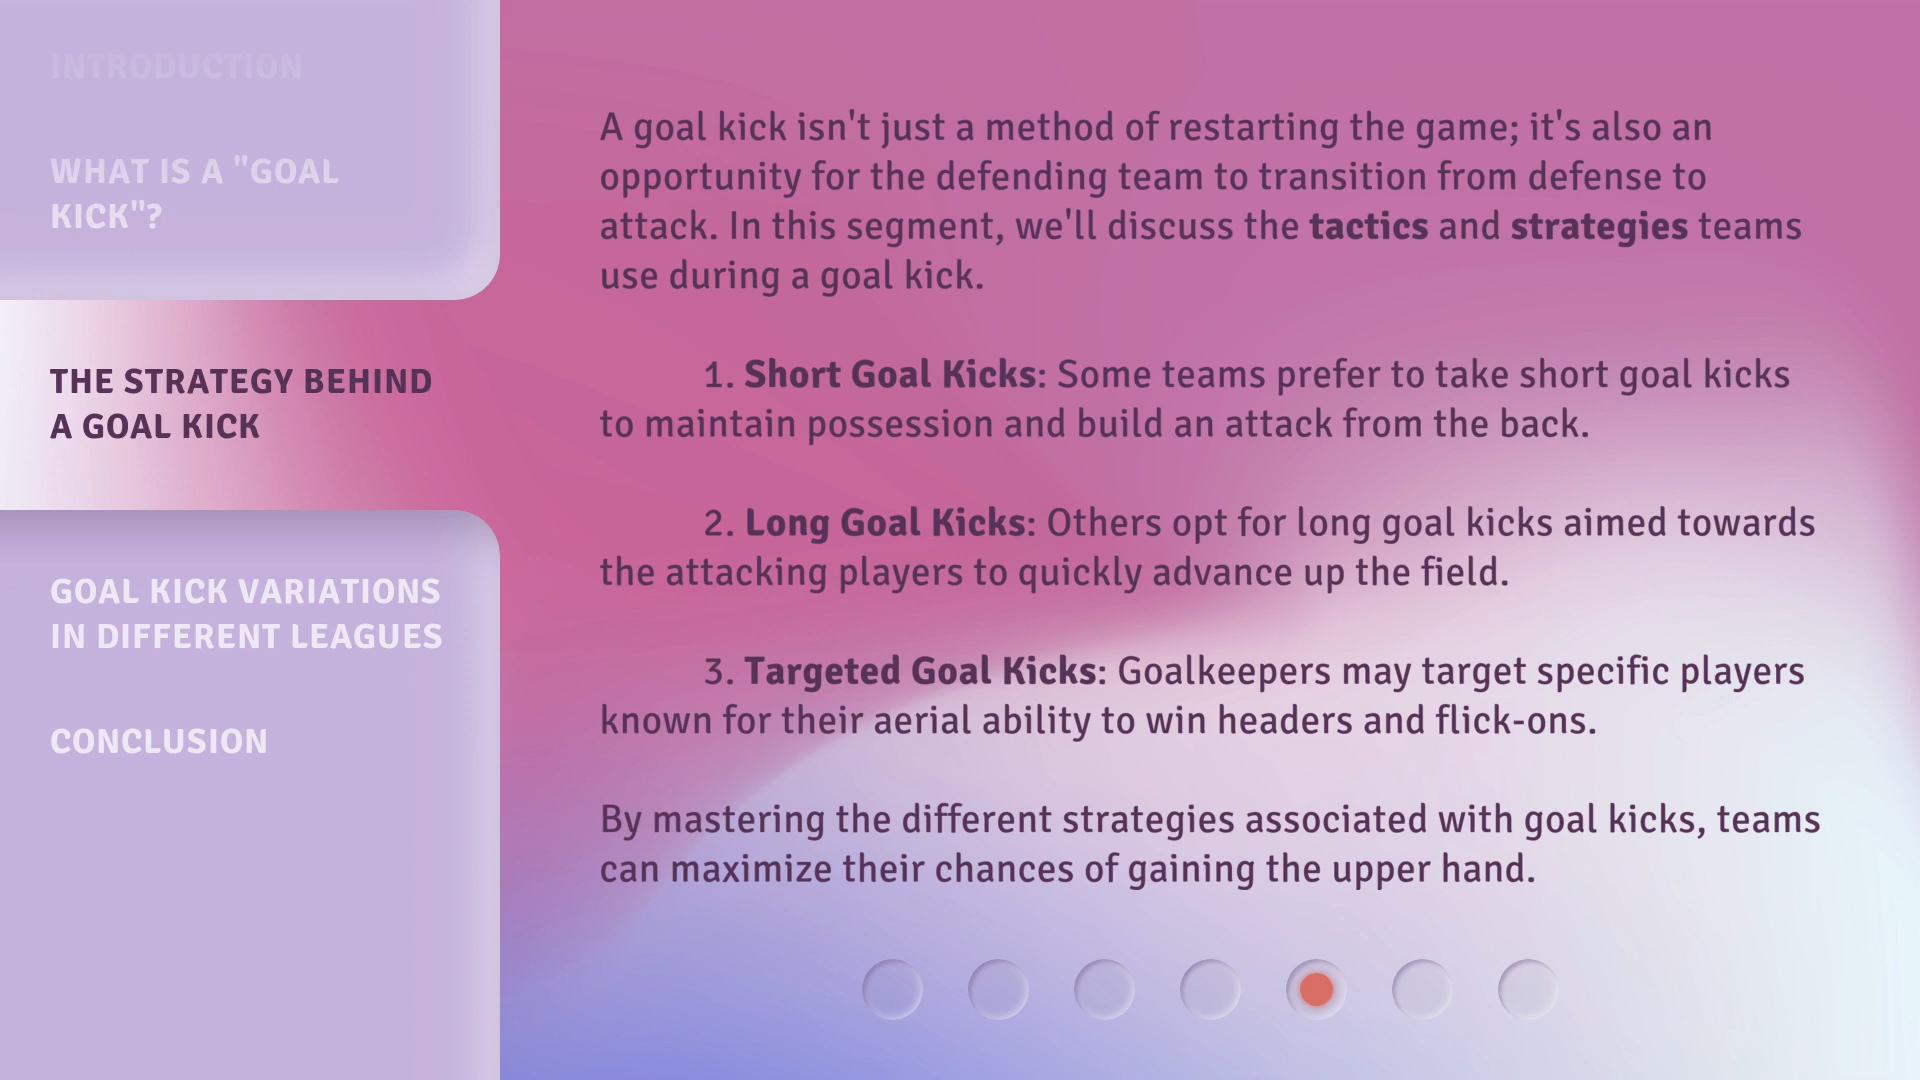 INTRODUCTION
WHAT IS A "GOAL
KICK"?
THE STRATEGY BEHIND
A GOAL KICK
GOAL KICK VARIATIONS
IN DIFFERENT LEAGUES
CONCLUSION
A goal kick isn't just a method of restarting the game; it's also an
opportunity for the defending team to transition from defense to
attack. In this segment, we'll discuss the tactics and strategies teams
use during a goal kick.
1. Short Goal Kicks: Some teams prefer to take short goal kicks
to maintain possession and build an attack from the back.
2. Long Goal Kicks: Others opt for long goal kicks aimed towards
the attacking players to quickly advance up the field.
3. Targeted Goal Kicks: Goalkeepers may target specific players
known for their aerial ability to win headers and flick-ons.
By mastering the different strategies associated with goal kicks, teams
can maximize their chances of gaining the upper hand.